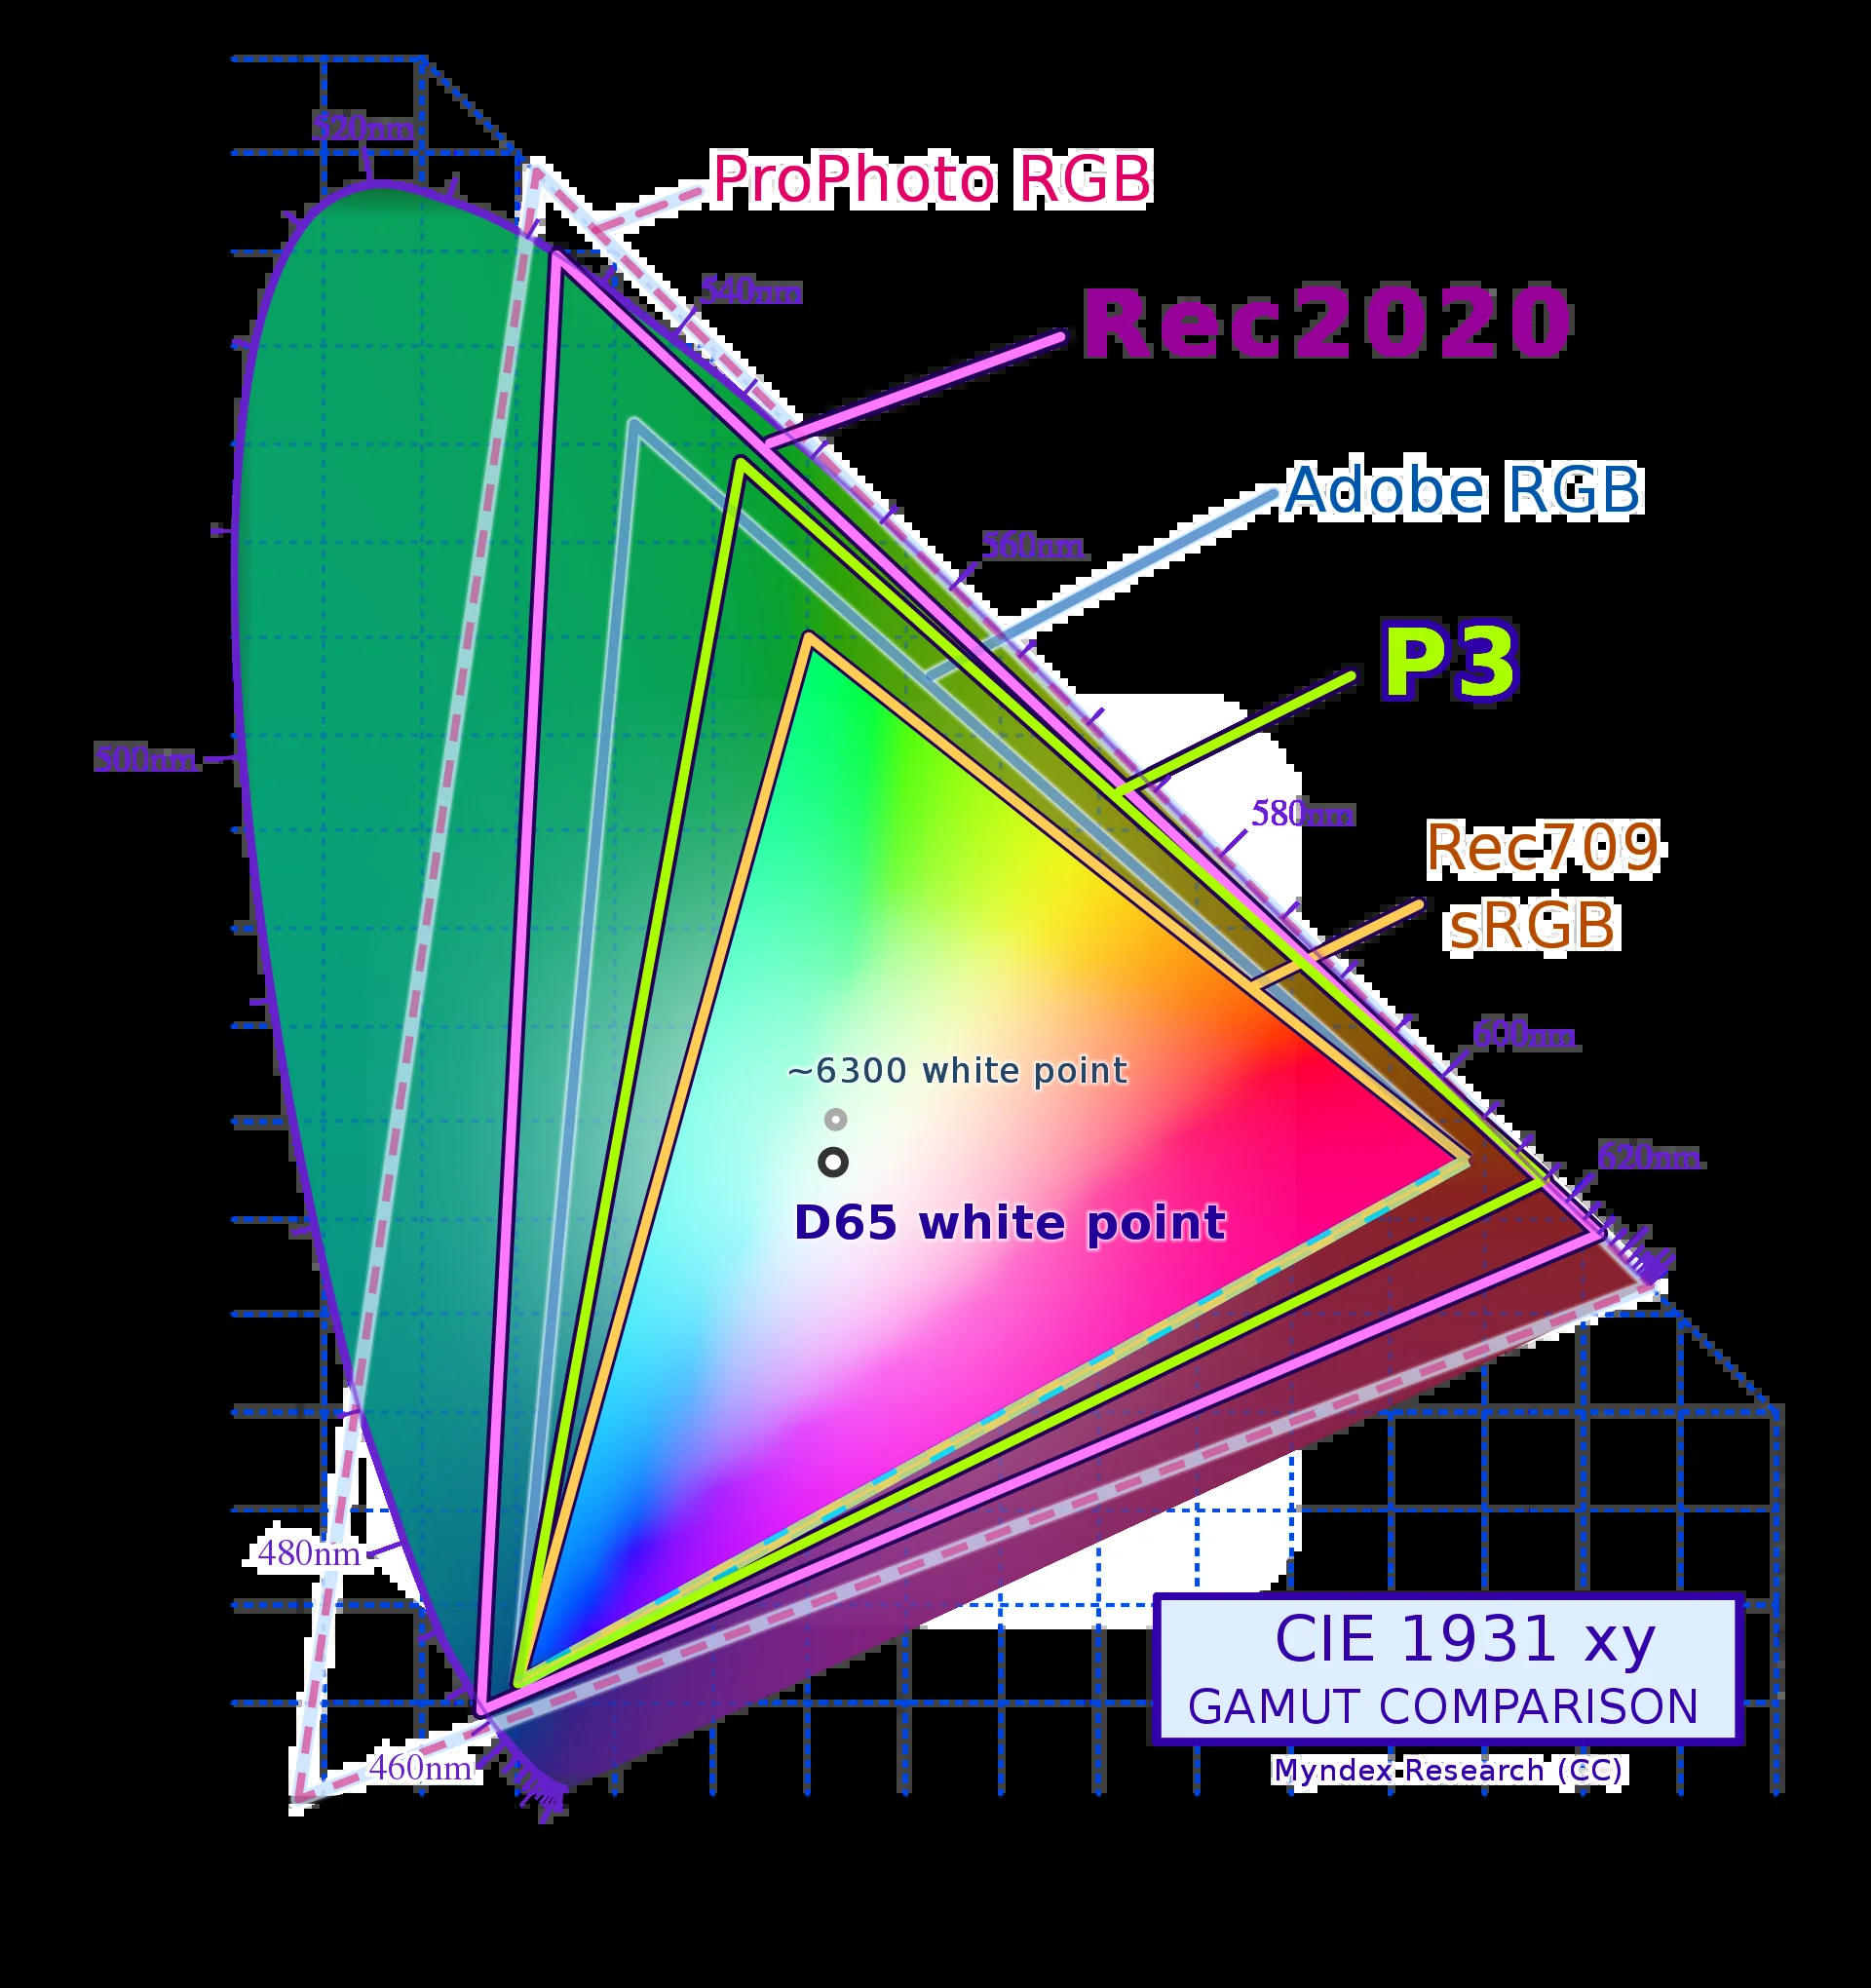 520nm
ProPhoto RGB
540nm
Rec2020
Adobe RGB
560nm
P3
500nm
580nm
Rec709
sRGB
600nm
~6300 white point
620nm
D65 white point
480nm
CIE 1931 xy
GAMUT COMPARISON
460nm
Myndex Research (CC)